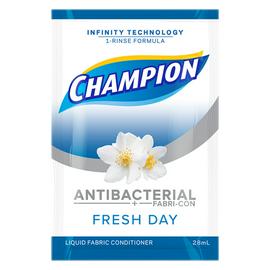 INFINITY TECHNOLOGY
1-RINSE FORMULA
CHAMPION
ANTIBACTERIAL
+ FABRI-CON
FRESH DAY
LIQUID FABRIC CONDITIONER 28mL